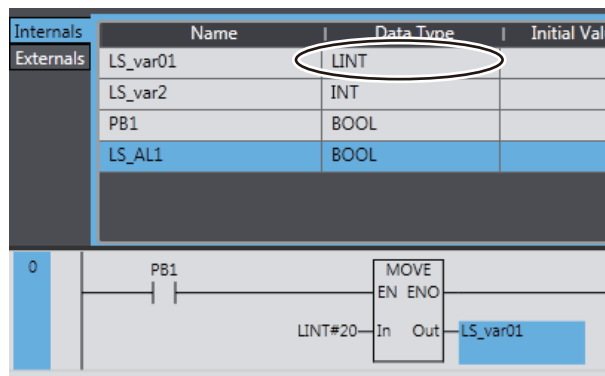 Internals
Externals
Name Data Type Initial Val
LS_var01 LINT
LS_var2 INT
PB1 BOOL
LS_AL1 BOOL
0
PB1
MOVE
EN ENO
LINT#20 In Out LS_var01